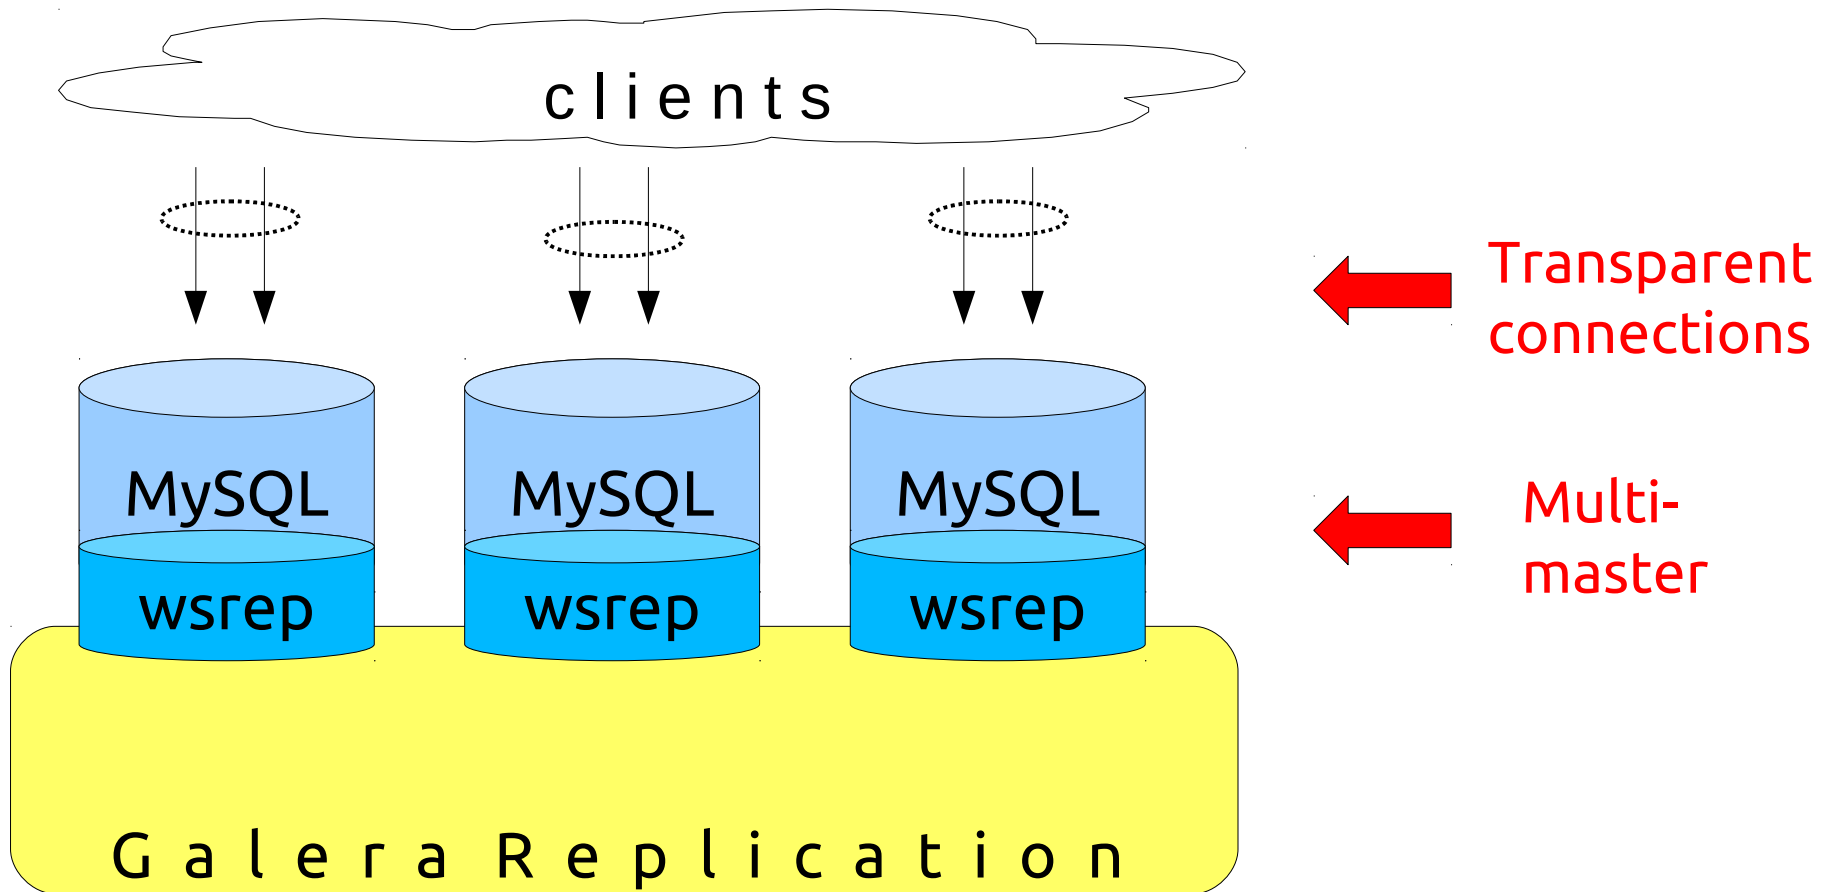 clients
Transparent
connections
MySQL MySQL MySQL
Multi-
master
wsrep wsrep wsrep
Galera Replication